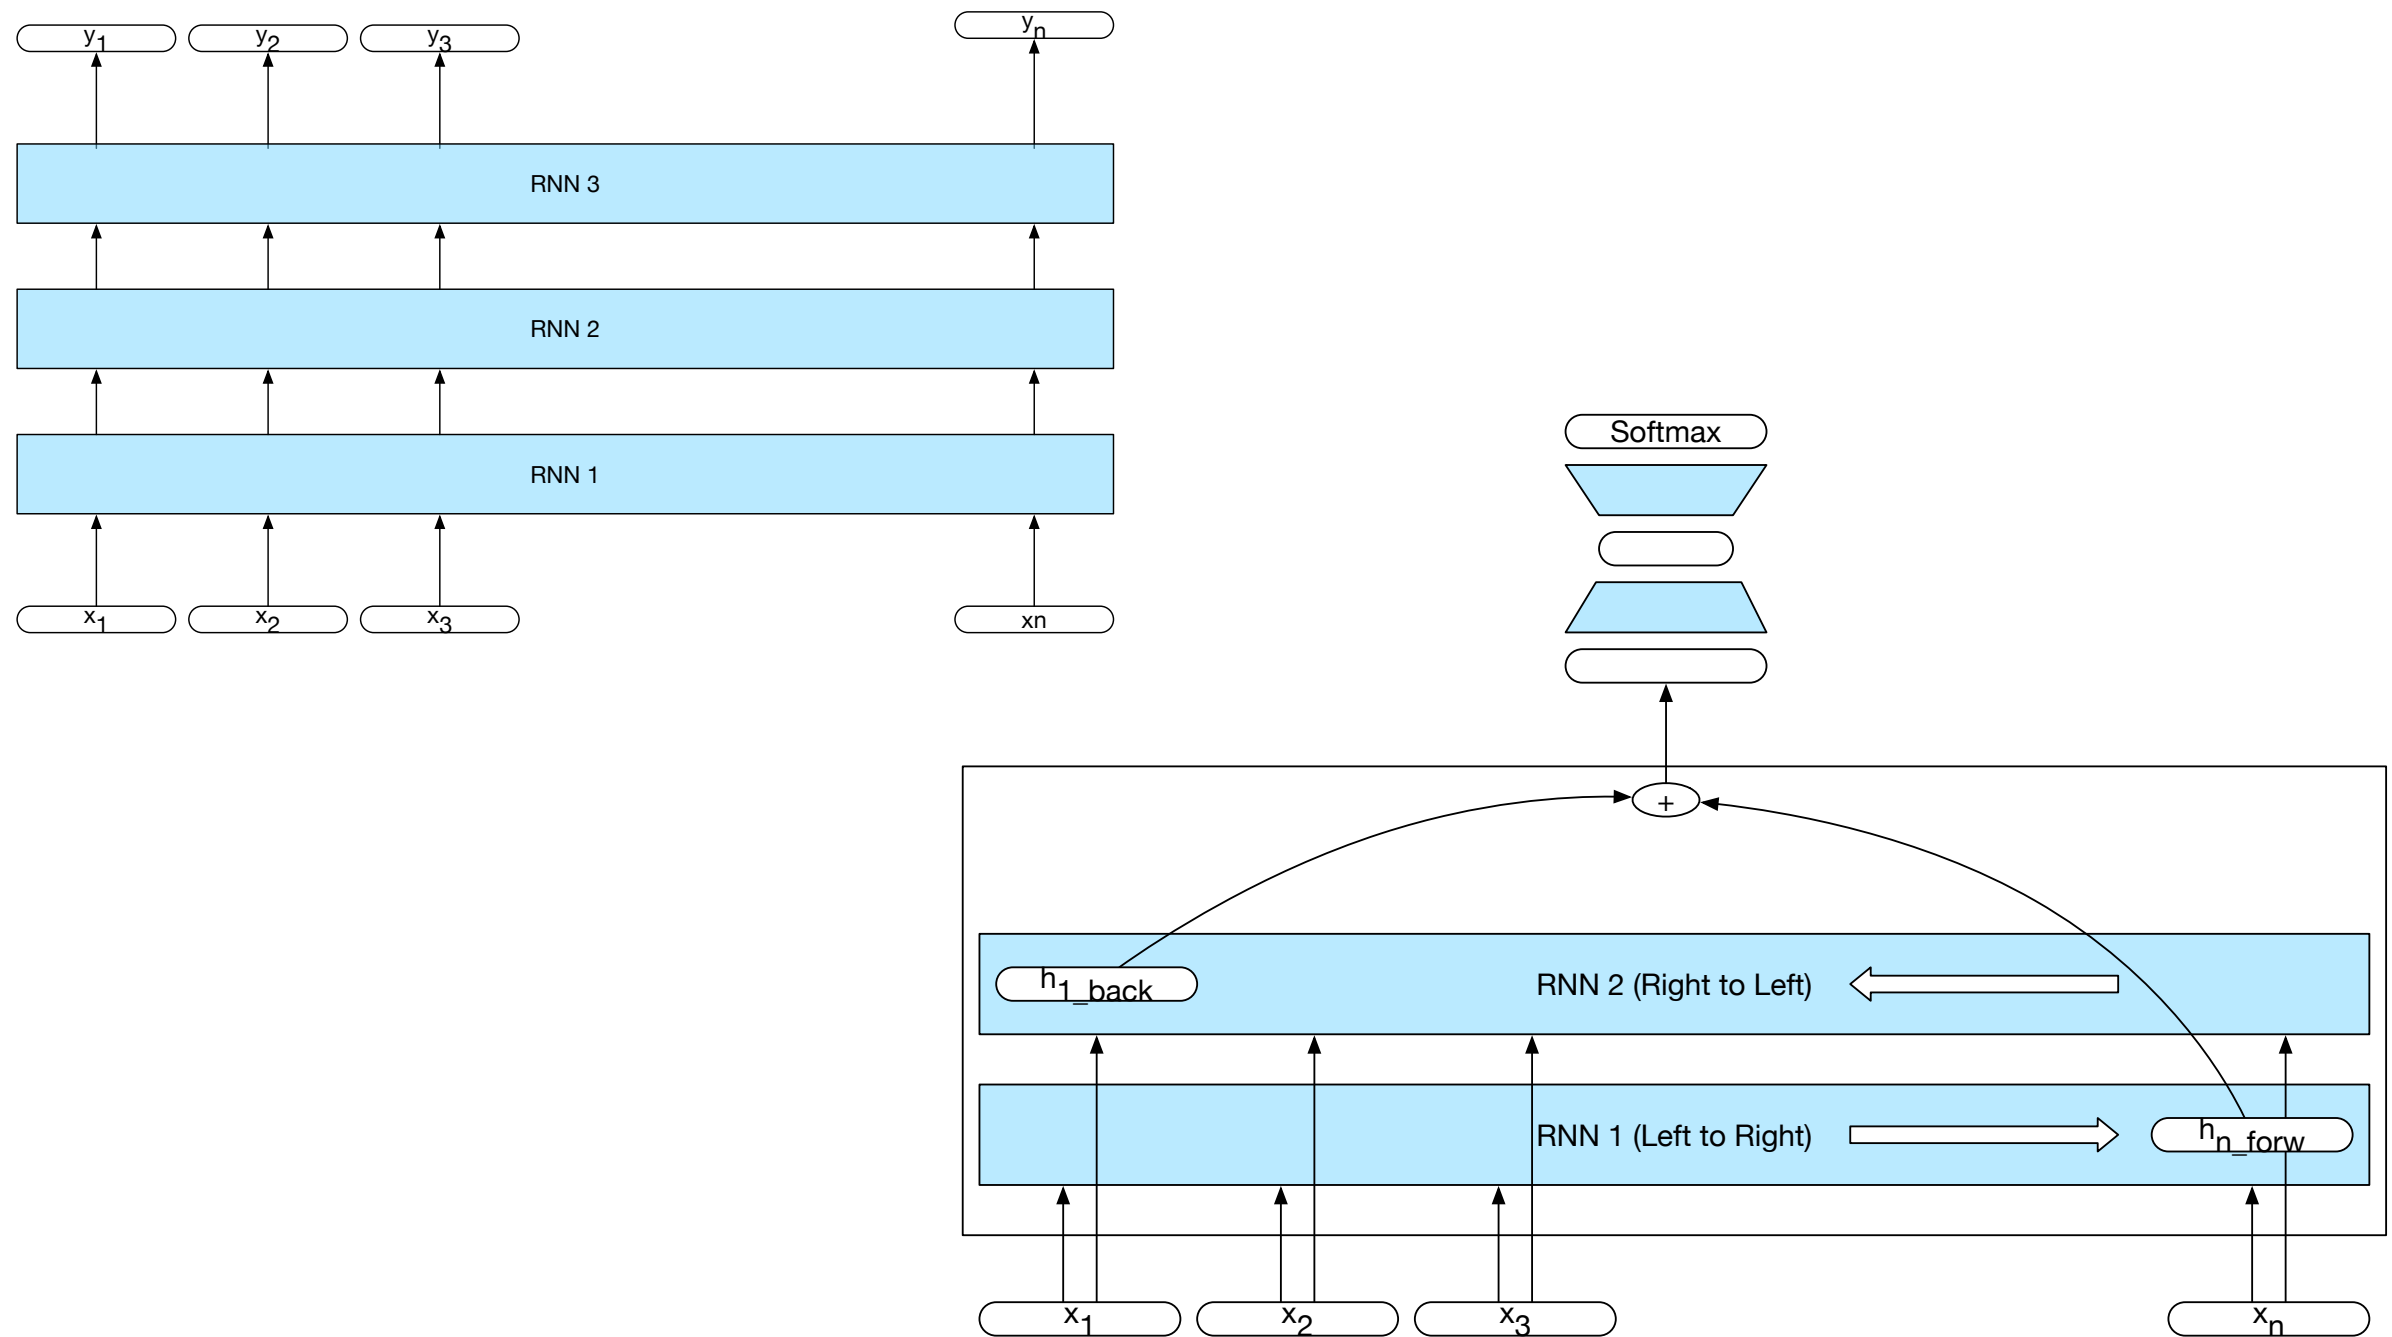 y1 y2 y3 yn
RNN 3
RNN 2
RNN 1
x1 x2 x3 xn
Softmax
+
h1_back RNN 2 (Right to Left)
RNN 1 (Left to Right) hn_forw
x1 x2 x3 xn